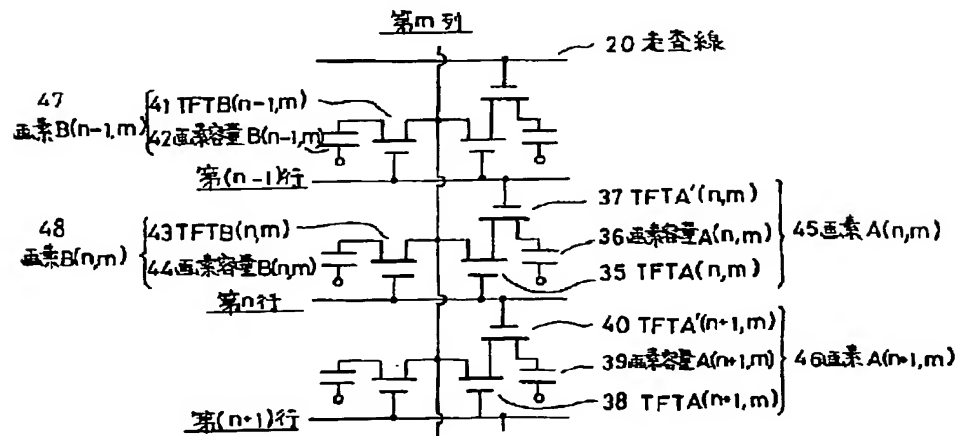 第m列
20 走査線
47
画素B(n-1,m)
41 TFTB(n-1,m)
42画素容量B(n-1,m)
第(n-1)行
37 TFTA'(n,m)
36画素容量A(n,m)
35 TFTA(n,m)
45画素A(n,m)
48
画素B(n,m)
43TFTB(n,m)
44画素容量B(n,m)
第n行
40 TFTA'(n+1,m)
39画素容量A(n+1,m)
38 TFTA(n+1,m)
46画素A(n+1,m)
第(n+1)行